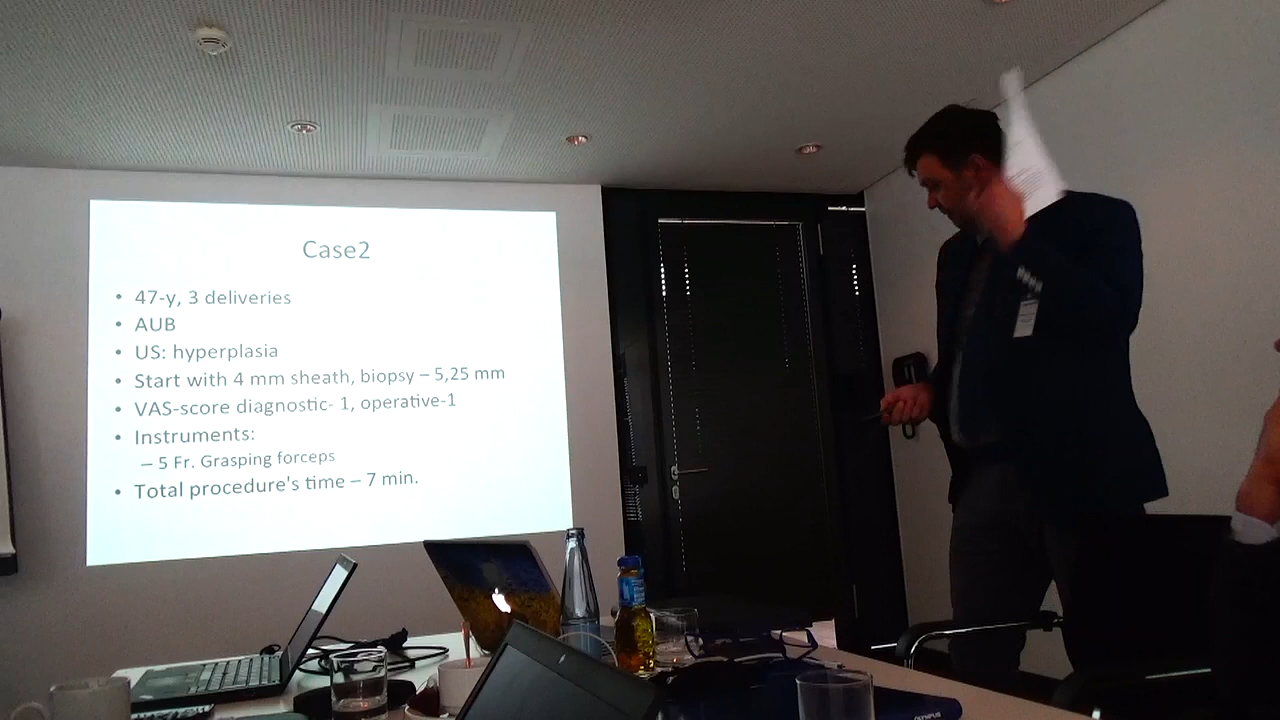 Case2
• 47-y, 3 deliveries
• AUB
• US: hyperplasia
• Start with 4 mm sheath, biopsy – 5,25 mm
• VAS-score diagnostic- 1, operative-1
• Instruments:
– 5 Fr. Grasping forceps
• Total procedure's time – 7 min.
OLYMPUS